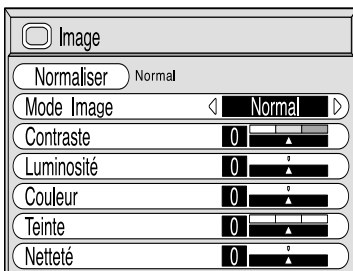 Image
Normaliser Normal
Mode Image Normal
Contraste 0
Luminosité 0
Couleur 0
Teinte 0
Netteté 0